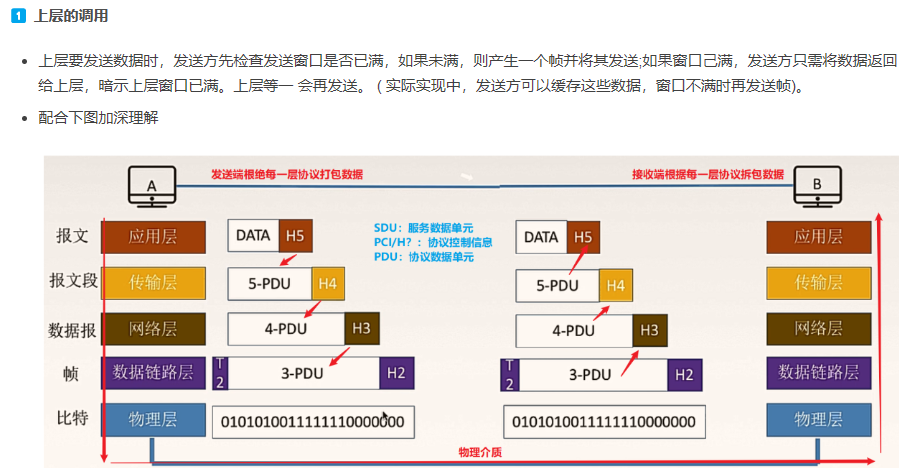 1 上层的调用
上层要发送数据时，发送方先检查发送窗口是否已满，如果未满，则产生一个帧并将其发送;如果窗口己满，发送方只需将数据返回
给上层，暗示上层窗口已满。上层等一 会再发送。 ( 实际实现中，发送方可以缓存这些数据，窗口不满时再发送帧)。
配合下图加深理解
A 发送端根绝每一层协议打包数据 接收端根据每一层协议拆包数据 B
报文 应用层 DATA H5 SDU：服务数据单元 DATA H5 应用层
PCI/H？：协议控制信息
PDU：协议数据单元
报文段 传输层 5-PDU H4 5-PDU H4 传输层
数据报 网络层 4-PDU H3 4-PDU H3 网络层
帧 数据链路层 T2 3-PDU H2 T2 3-PDU H2 数据链路层
比特 物理层 0101010011111110000000 0101010011111110000000 物理层
物理介质